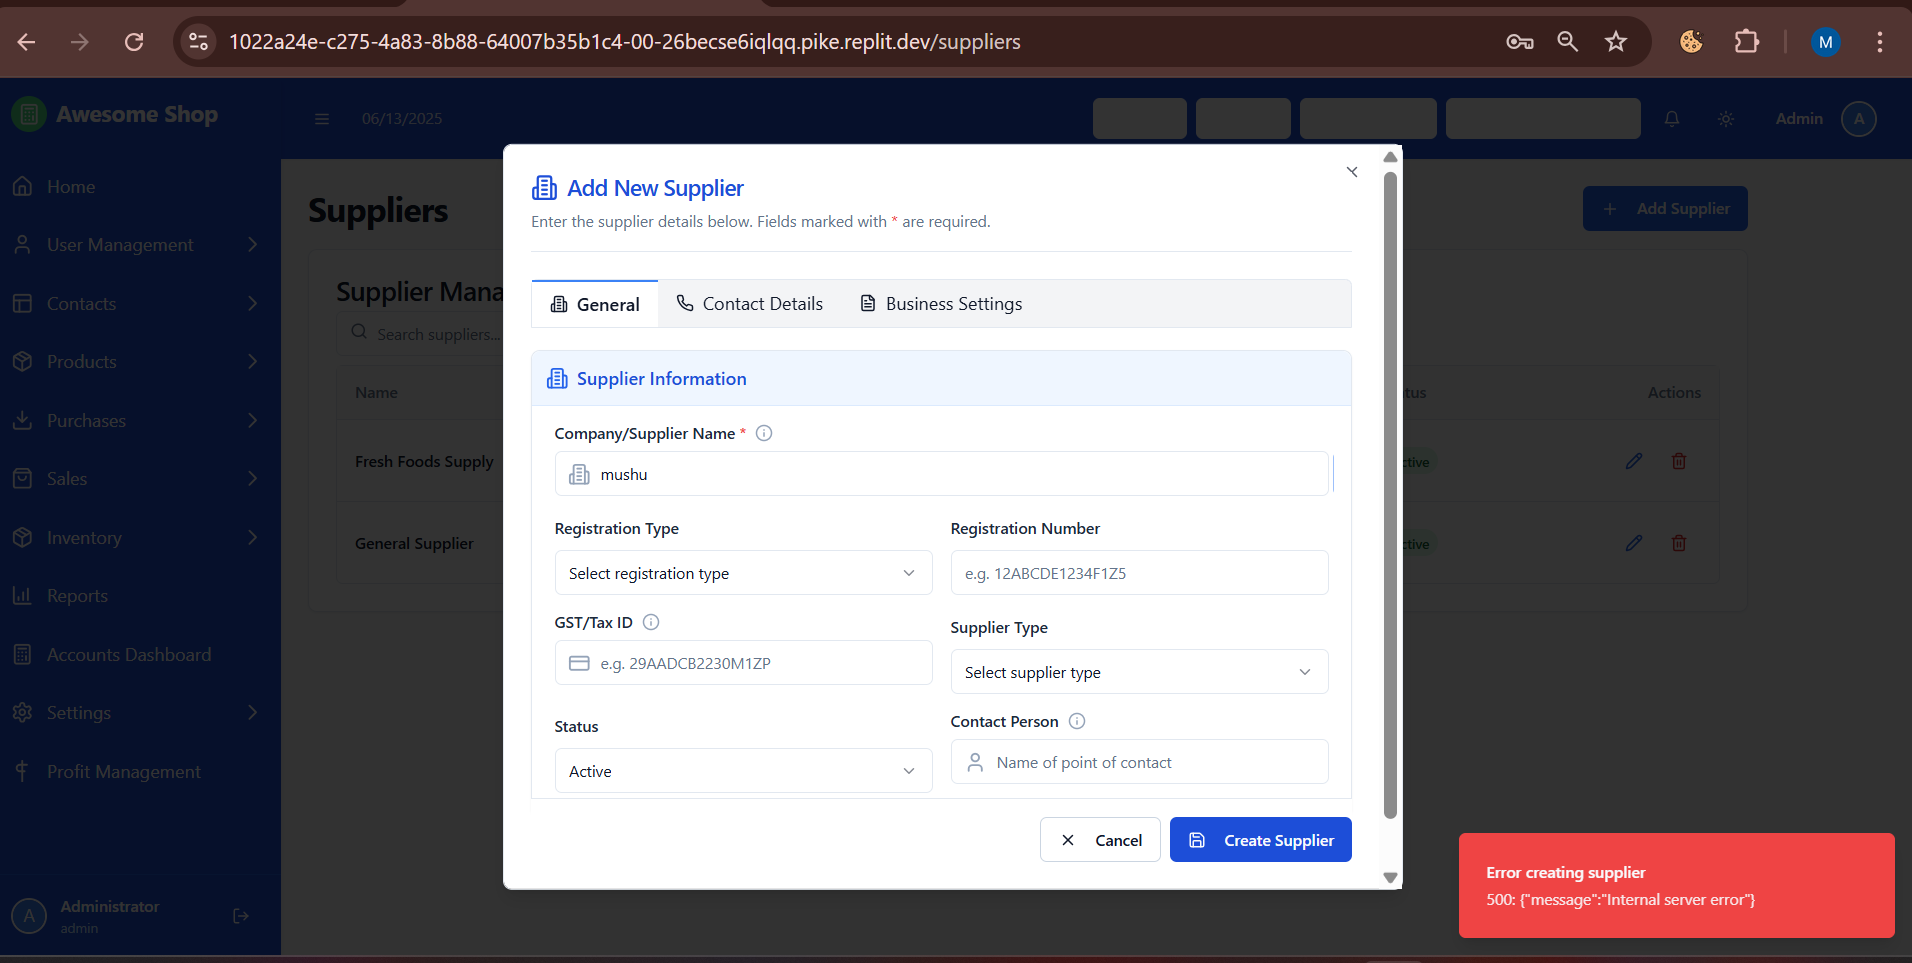 1022a24e-c275-4a83-8b88-64007b35b1c4-00-26becse6iqlqq.pike.replit.dev/suppliers
M
Awesome Shop
06/13/2025
Admin
A
Home
User Management
Contacts
Products
Purchases
Sales
Inventory
Reports
Accounts Dashboard
Settings
Profit Management
A
Administrator
admin
Suppliers
Add Supplier
Supplier Mana
Search suppliers...
Name
tus
Actions
Fresh Foods Supply
ctive
General Supplier
ctive
Add New Supplier
Enter the supplier details below. Fields marked with * are required.
General
Contact Details
Business Settings
Supplier Information
Company/Supplier Name *
mushu
Registration Type
Registration Number
Select registration type
e.g. 12ABCDE1234F1Z5
GST/Tax ID
Supplier Type
e.g. 29AADCB2230M1ZP
Select supplier type
Status
Contact Person
Active
Name of point of contact
Cancel
Create Supplier
Error creating supplier
500: {"message":"Internal server error"}